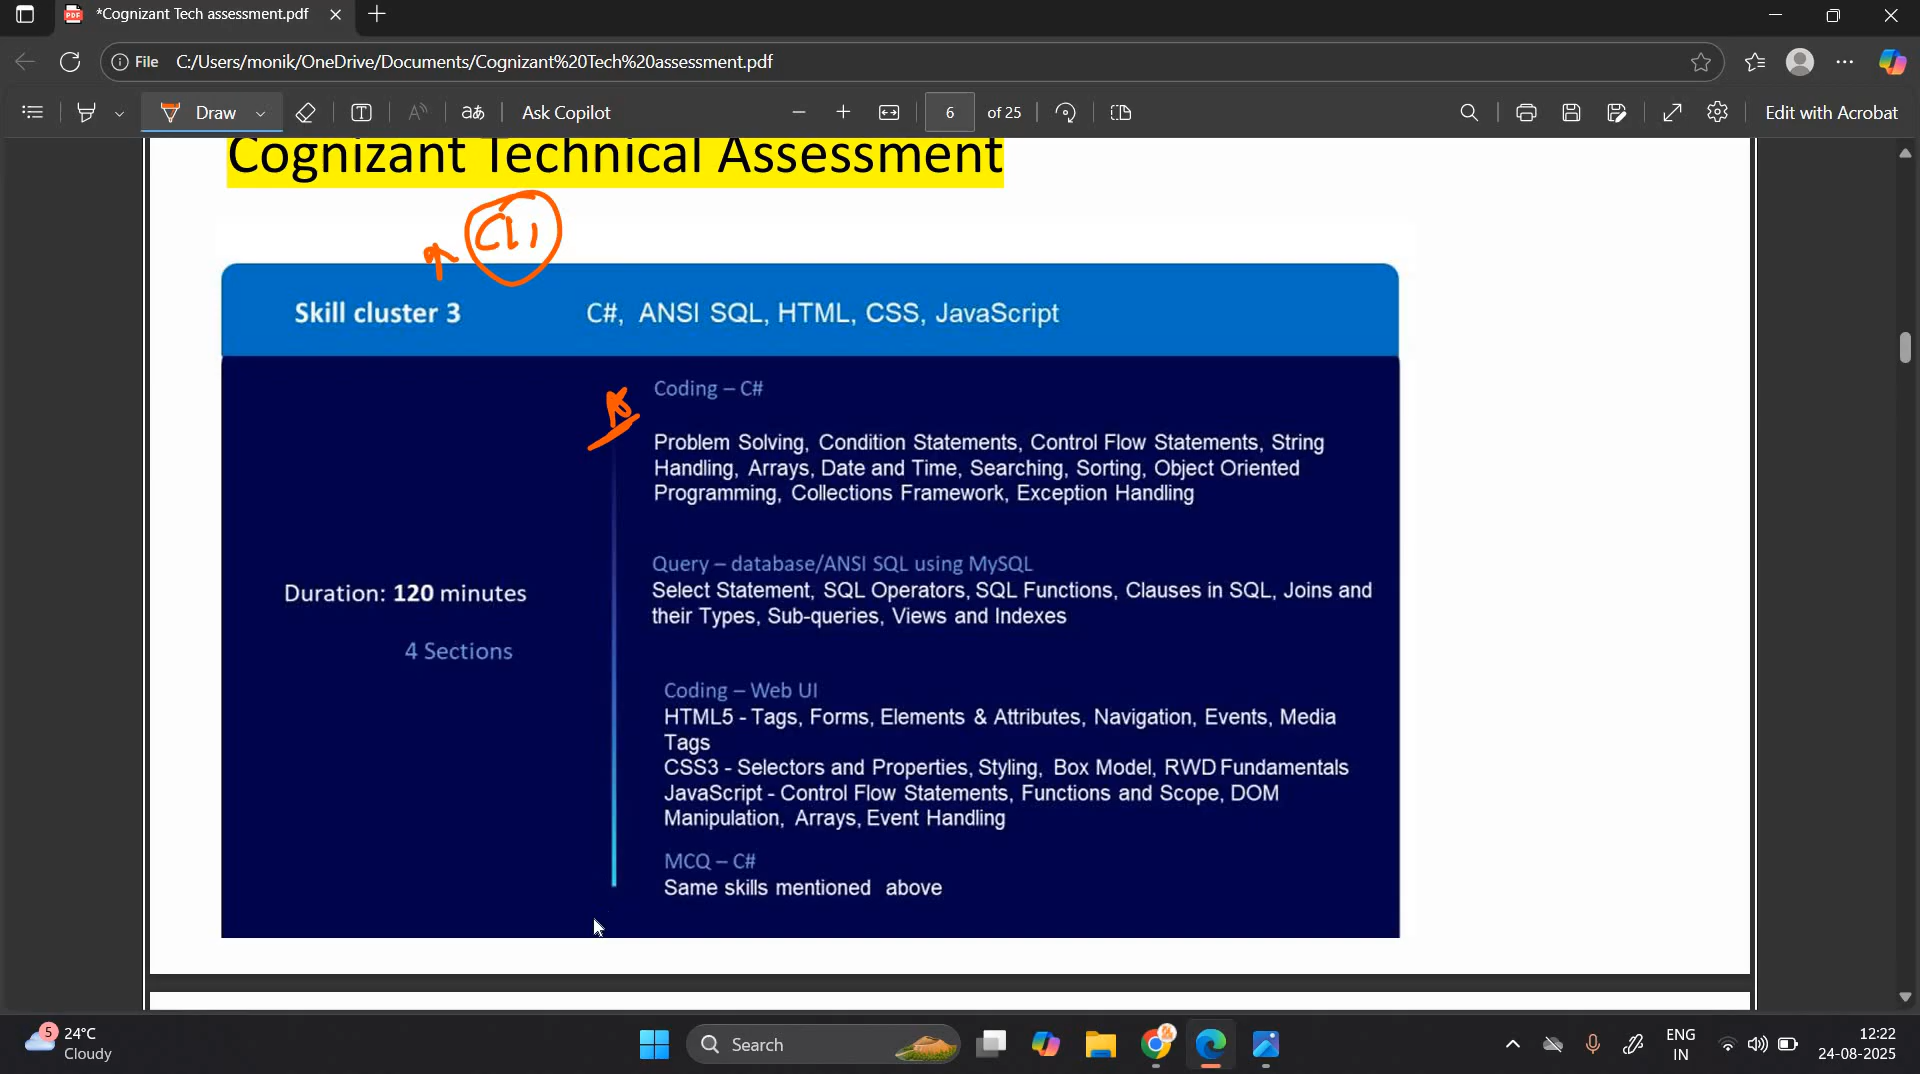 *Cognizant Tech assessment.pdf
File C:/Users/monik/OneDrive/Documents/Cognizant%20Tech%20assessment.pdf
Draw aあ Ask Copilot 6 of 25 Edit with Acrobat
Cognizant Technical Assessment
Skill cluster 3 C#, ANSI SQL, HTML, CSS, JavaScript
Coding – C#
Problem Solving, Condition Statements, Control Flow Statements, String
Handling, Arrays, Date and Time, Searching, Sorting, Object Oriented
Programming, Collections Framework, Exception Handling
Query – database/ANSI SQL using MySQL
Select Statement, SQL Operators, SQL Functions, Clauses in SQL, Joins and
their Types, Sub-queries, Views and Indexes
Duration: 120 minutes
4 Sections
Coding – Web UI
HTML5 - Tags, Forms, Elements & Attributes, Navigation, Events, Media
Tags
CSS3 - Selectors and Properties, Styling, Box Model, RWD Fundamentals
JavaScript - Control Flow Statements, Functions and Scope, DOM
Manipulation, Arrays, Event Handling
MCQ – C#
Same skills mentioned above
5 24°C
Cloudy
Search
ENG
IN
12:22
24-08-2025